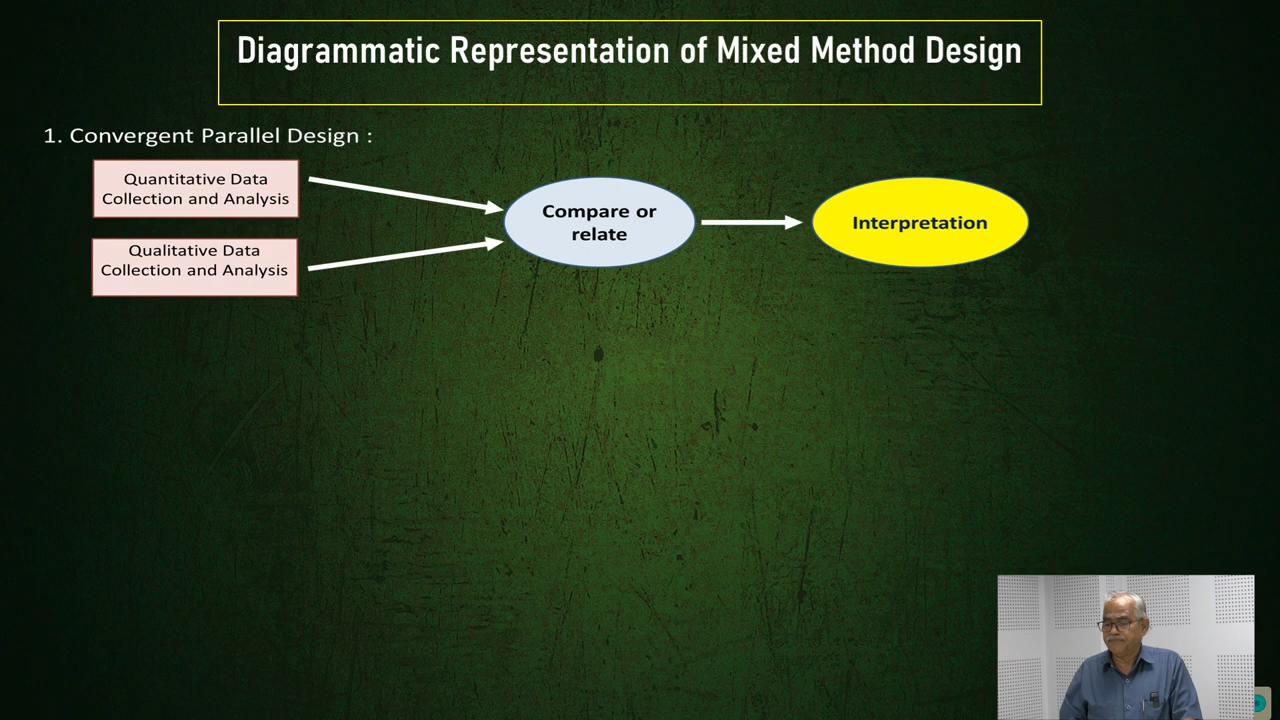 Diagrammatic Representation of Mixed Method Design
1. Convergent Parallel Design :
Quantitative Data
Collection and Analysis
Qualitative Data
Collection and Analysis
Compare or
relate
Interpretation